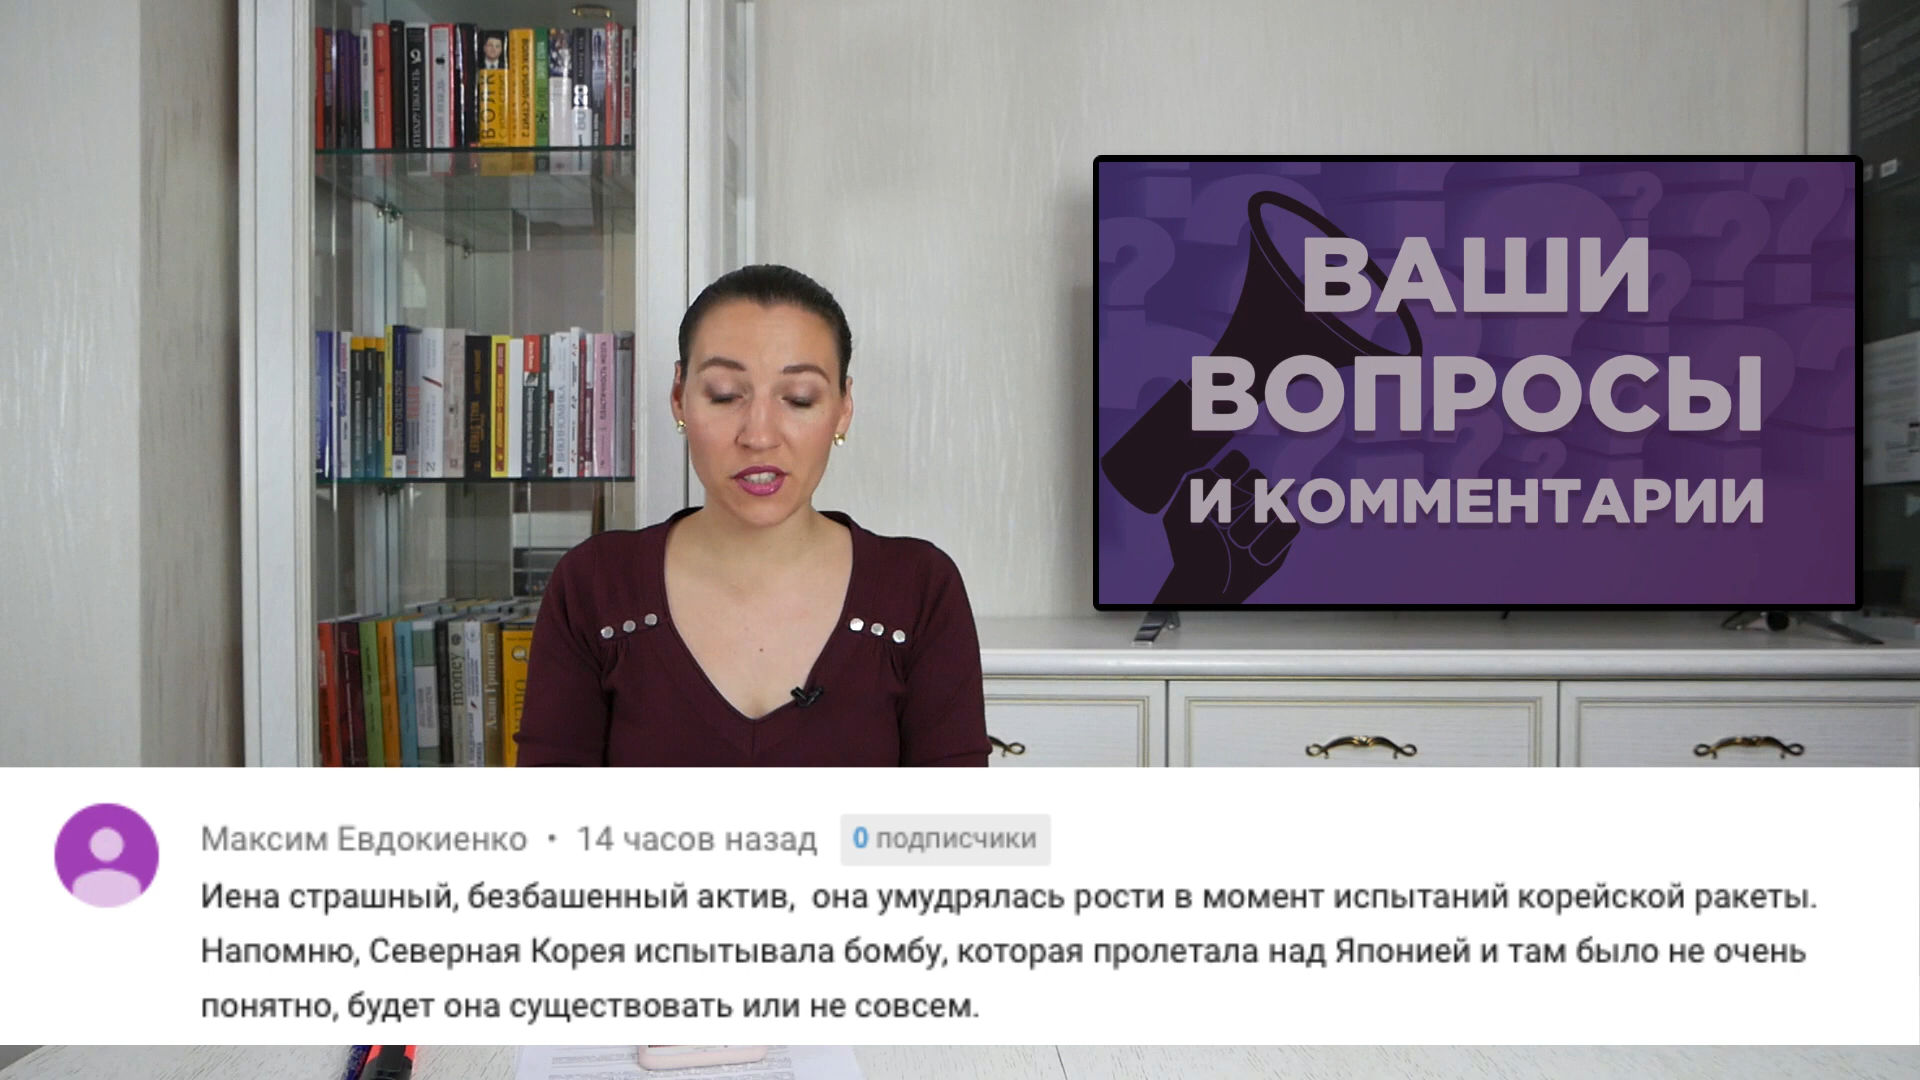 ВОЛК
ВАШИ
ВОПРОСЫ
И КОММЕНТАРИИ
money
Максим Евдокиенко • 14 часов назад 0 подписчики
Иена страшный, безбашенный актив, она умудрялась рости в момент испытаний корейской ракеты.
Напомню, Северная Корея испытывала бомбу, которая пролетала над Японией и там было не очень
понятно, будет она существовать или не совсем.